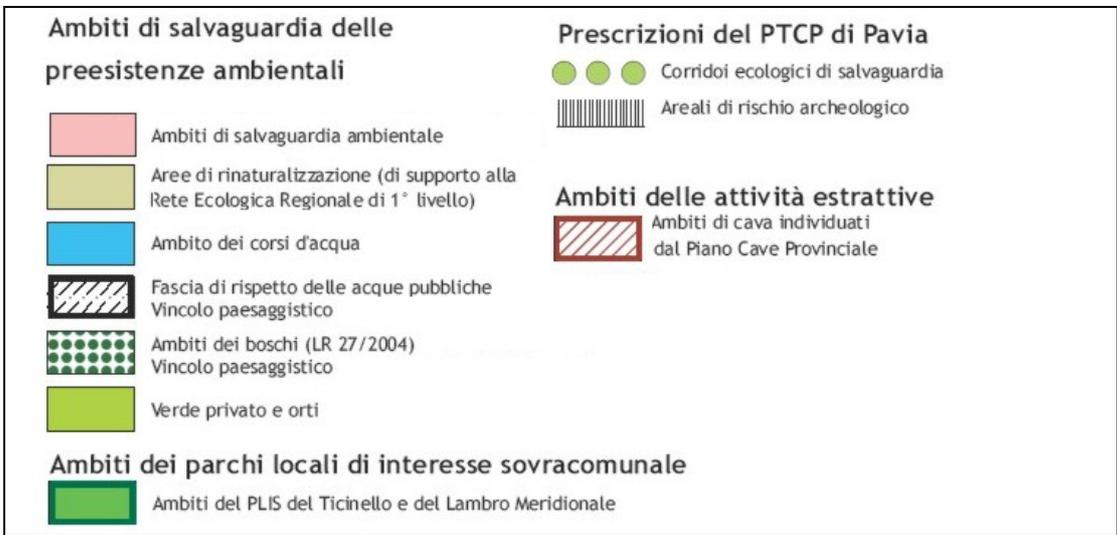 Ambiti di salvaguardia delle
preesistenze ambientali
Ambiti di salvaguardia ambientale
Aree di rinaturalizzazione (di supporto alla
Rete Ecologica Regionale di 1° livello)
Ambito dei corsi d'acqua
Fascia di rispetto delle acque pubbliche
Vincolo paesaggistico
Ambiti dei boschi (LR 27/2004)
Vincolo paesaggistico
Verde privato e orti
Ambiti dei parchi locali di interesse sovracomunale
Ambiti del PLIS del Ticinello e del Lambro Meridionale
Prescrizioni del PTCP di Pavia
Corridoi ecologici di salvaguardia
Areali di rischio archeologico
Ambiti delle attività estrattive
Ambiti di cava individuati
dal Piano Cave Provinciale